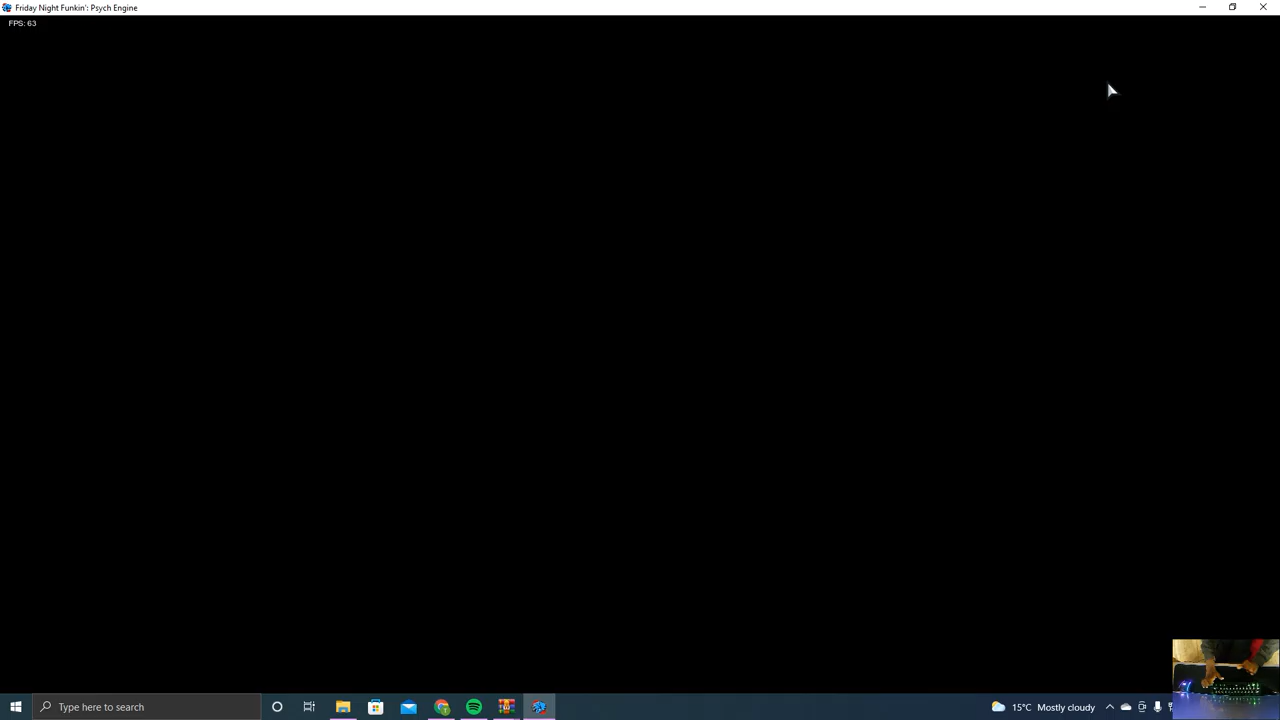 Friday Night Funkin': Psych Engine
FPS: 63
Type here to search
15°C Mostly cloudy